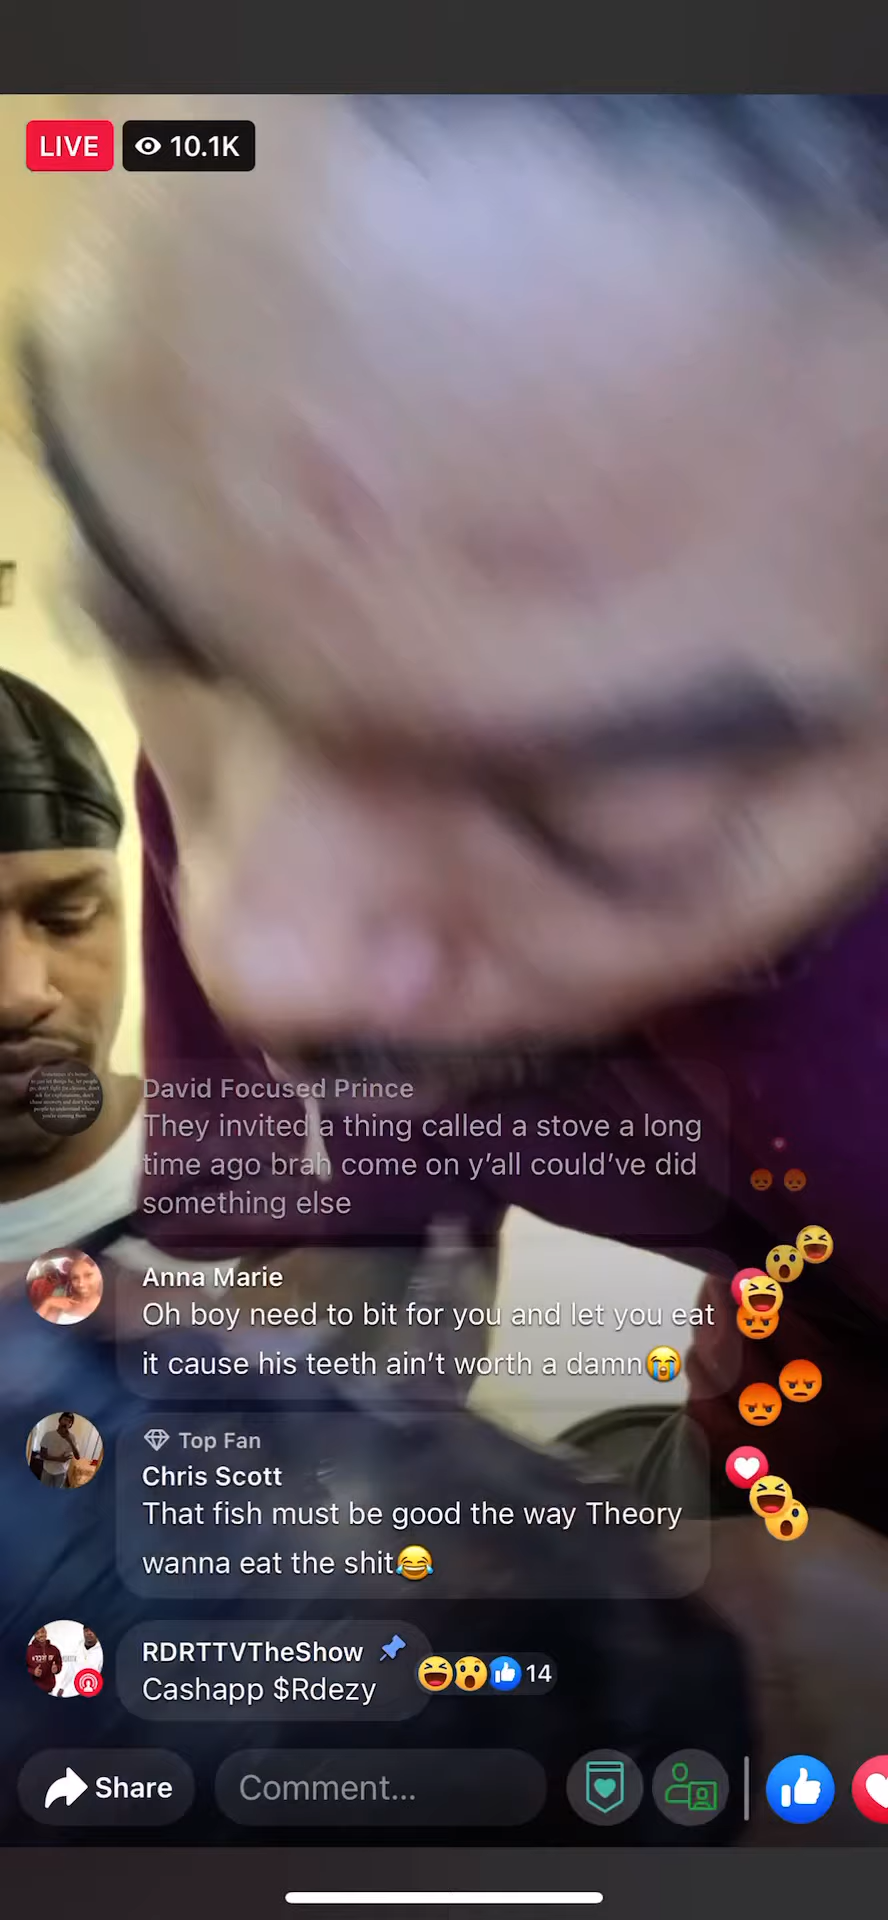 LIVE
10.1K
David Focused Prince
They invited a thing called a stove a long
time ago brah come on y'all could've did
something else
Anna Marie
Oh boy need to bit for you and let you eat
it cause his teeth ain't worth a damn😭
Top Fan
Chris Scott
That fish must be good the way Theory
wanna eat the shit😂
RDRTTVTheShow
Cashapp $Rdezy
14
Share
Comment...